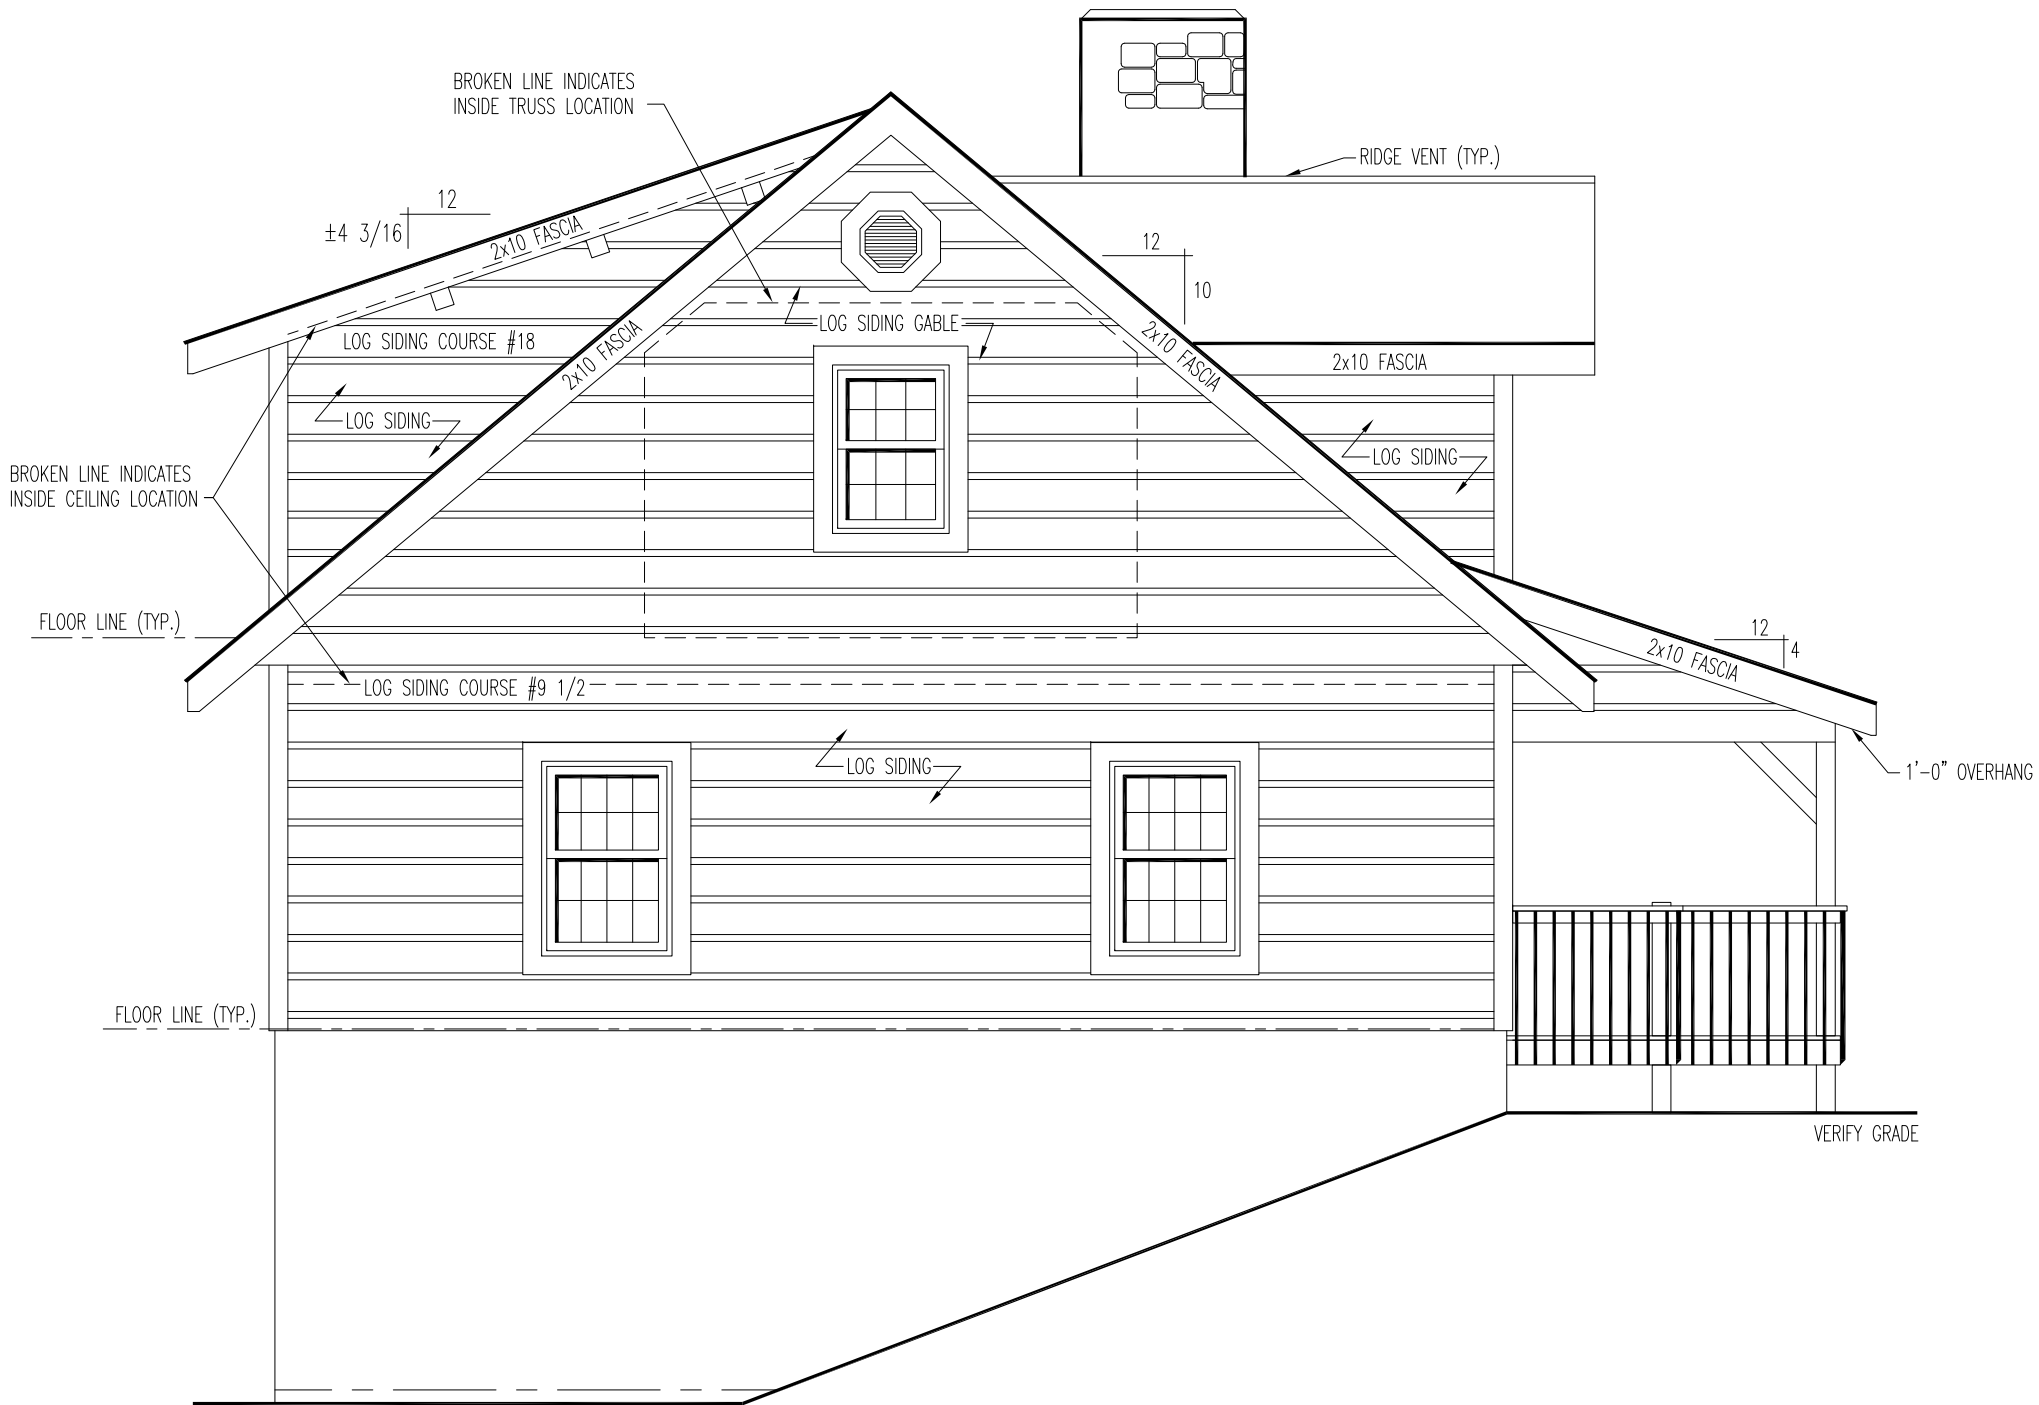 BROKEN LINE INDICATES
INSIDE TRUSS LOCATION
RIDGE VENT (TYP.)
12
±4 3/16
2x10 FASCIA
12
10
LOG SIDING GABLE
LOG SIDING COURSE #18
2x10 FASCIA
2x10 FASCIA
2x10 FASCIA
LOG SIDING
LOG SIDING
BROKEN LINE INDICATES
INSIDE CEILING LOCATION
FLOOR LINE (TYP.)
12
4
2x10 FASCIA
LOG SIDING COURSE #9 1/2
LOG SIDING
1'-0" OVERHANG
FLOOR LINE (TYP.)
VERIFY GRADE